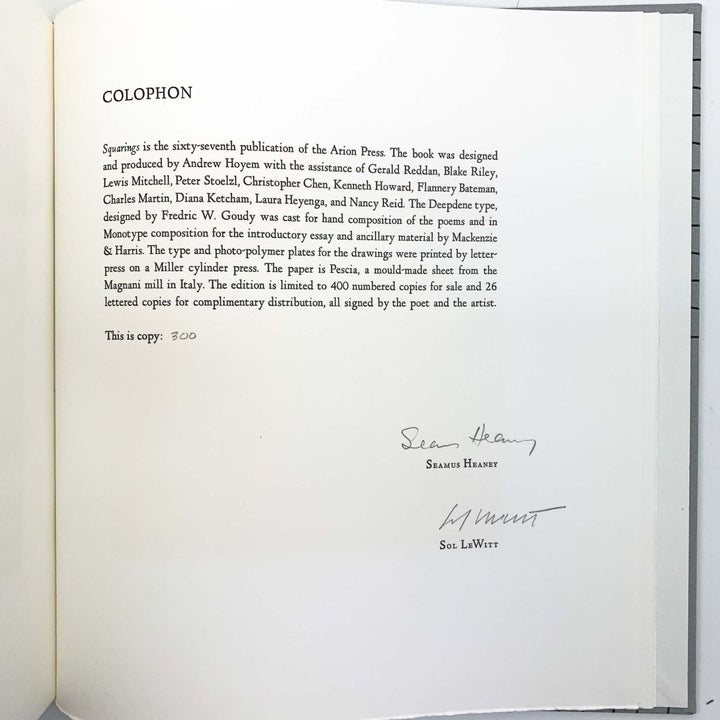 COLOPHON
Squarings is the sixty-seventh publication of the Arion Press. The book was designed
and produced by Andrew Hoyem with the assistance of Gerald Reddan, Blake Riley,
Lewis Mitchell, Peter Stoelzl, Christopher Chen, Kenneth Howard, Flannery Bateman,
Charles Martin, Diana Ketcham, Laura Heyenga, and Nancy Reid. The Deepdene type,
designed by Fredric W. Goudy was cast for hand composition of the poems and in
Monotype composition for the introductory essay and ancillary material by Mackenzie
& Harris. The type and photo-polymer plates for the drawings were printed by letter-
press on a Miller cylinder press. The paper is Pescia, a mould-made sheet from the
Magnani mill in Italy. The edition is limited to 400 numbered copies for sale and 26
lettered copies for complimentary distribution, all signed by the poet and the artist.
This is copy: 300
Seamus Heaney
SEAMUS HEANEY
SOL LEWITT